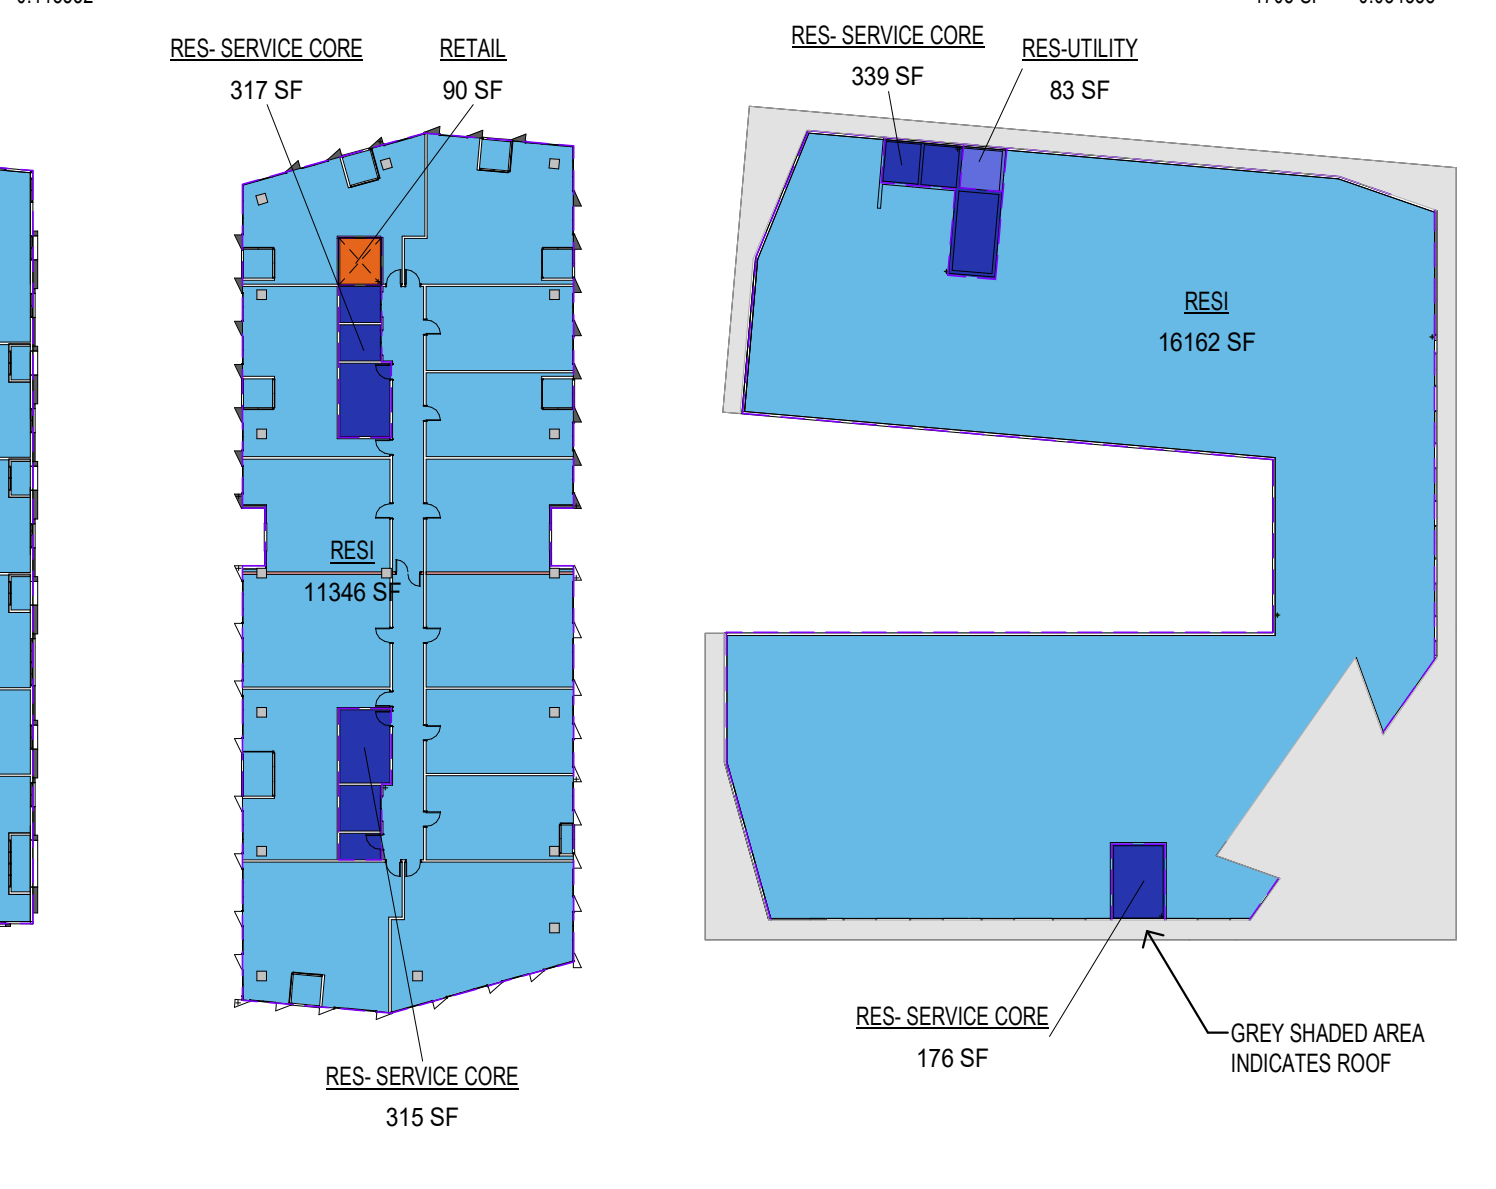 RES- SERVICE CORE
317 SF
RETAIL
90 SF
RESI
11346 SF
RES- SERVICE CORE
315 SF
RES- SERVICE CORE
339 SF
RES-UTILITY
83 SF
RESI
16162 SF
RES- SERVICE CORE
176 SF
GREY SHADED AREA
INDICATES ROOF